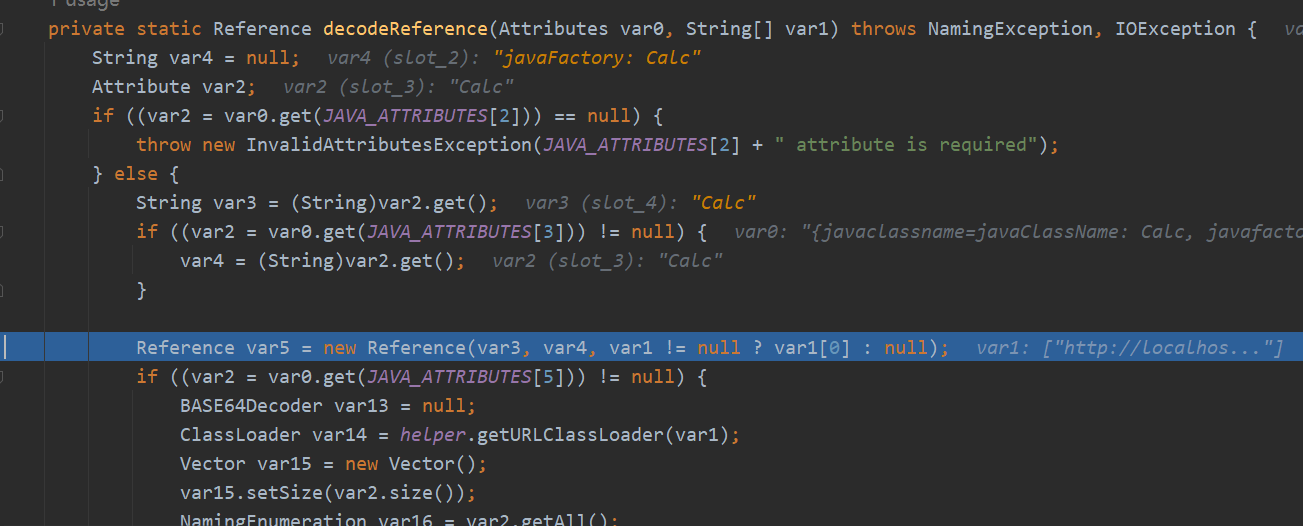 1 usage
private static Reference decodeReference(Attributes var0, String[] var1) throws NamingException, IOException {
String var4 = null; var4 (slot_2): "javaFactory: Calc"
Attribute var2; var2 (slot_3): "Calc"
if ((var2 = var0.get(JAVA_ATTRIBUTES[2])) == null) {
throw new InvalidAttributesException(JAVA_ATTRIBUTES[2] + " attribute is required");
} else {
String var3 = (String)var2.get(); var3 (slot_4): "Calc"
if ((var2 = var0.get(JAVA_ATTRIBUTES[3])) != null) { var0: "{javaclassname=javaClassName: Calc, javafacto
var4 = (String)var2.get(); var2 (slot_3): "Calc"
}
Reference var5 = new Reference(var3, var4, var1 != null ? var1[0] : null); var1: ["http://localhos..."]
if ((var2 = var0.get(JAVA_ATTRIBUTES[5])) != null) {
BASE64Decoder var13 = null;
ClassLoader var14 = helper.getURLClassLoader(var1);
Vector var15 = new Vector();
var15.setSize(var2.size());
NamingEnumeration var16 = var2.getAll();